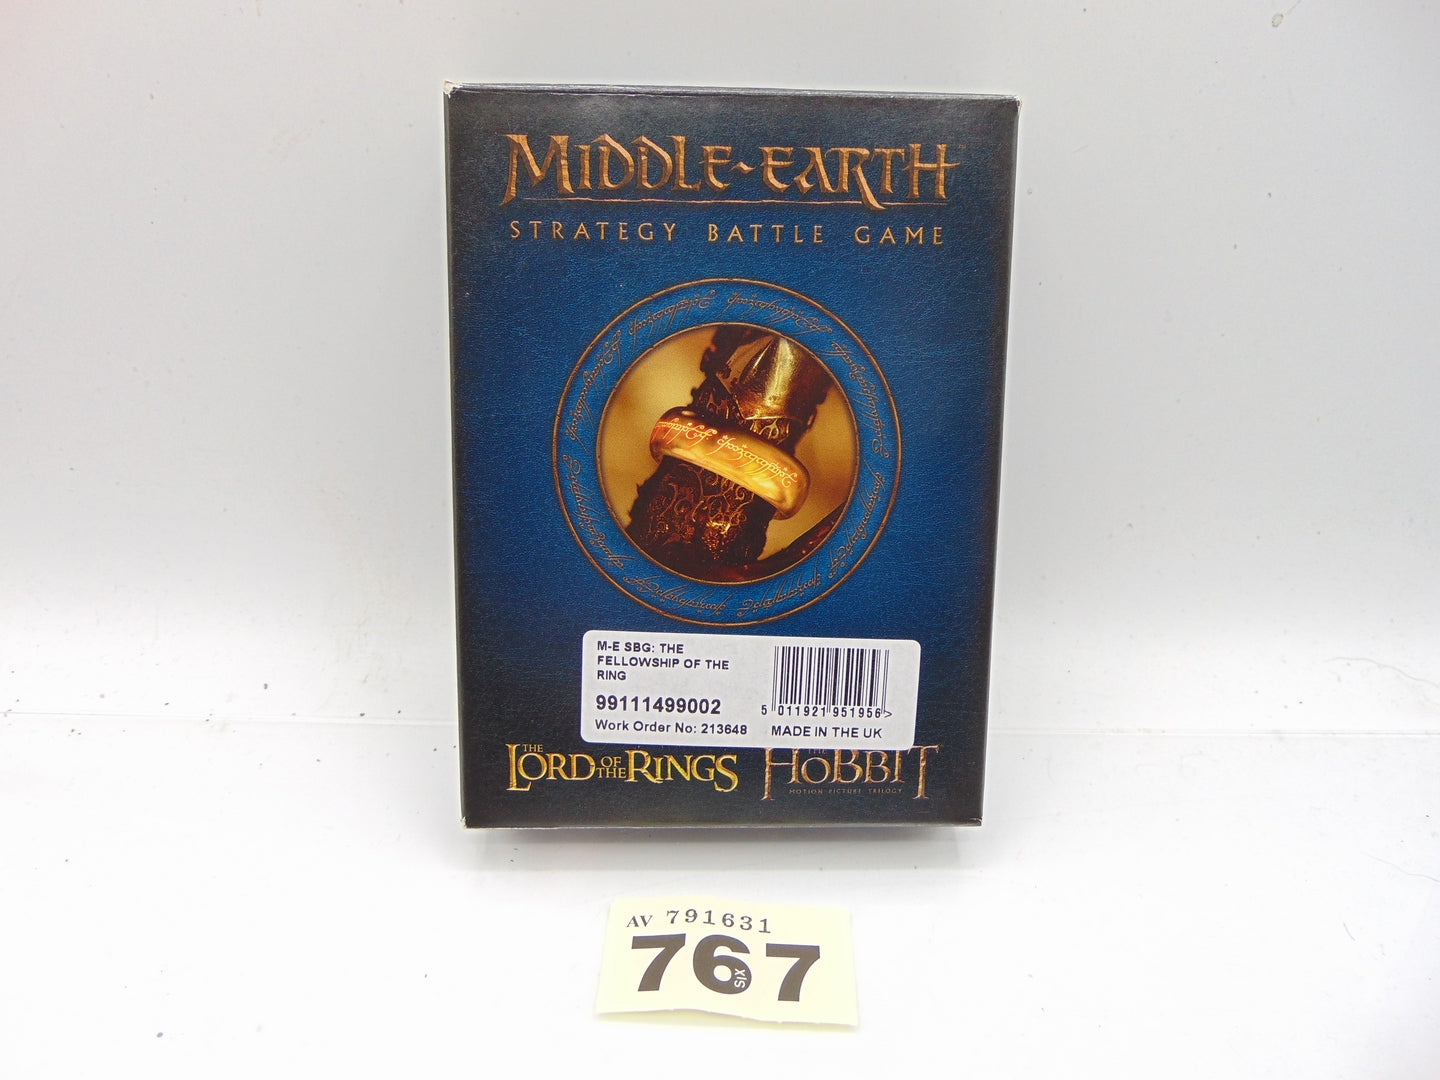 MIDDLE-EARTH
STRATEGY BATTLE GAME
M-E SBG: THE
FELLOWSHIP OF THE
RING
99111499002
5 011921 951956 >
Work Order No: 213648 MADE IN THE UK
THE LORD OF THE RINGS
THE HOBBIT
MOTION PICTURE TRILOGY
AV 791631
767
SIX